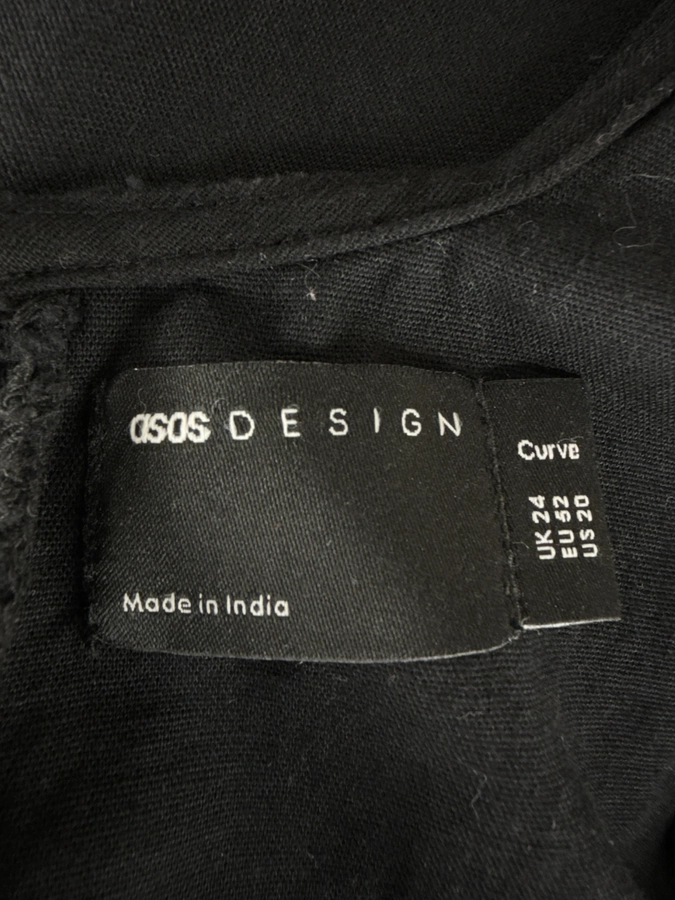 asos DESIGN
Made in India
Curve
UK 24
EU 52
US 20